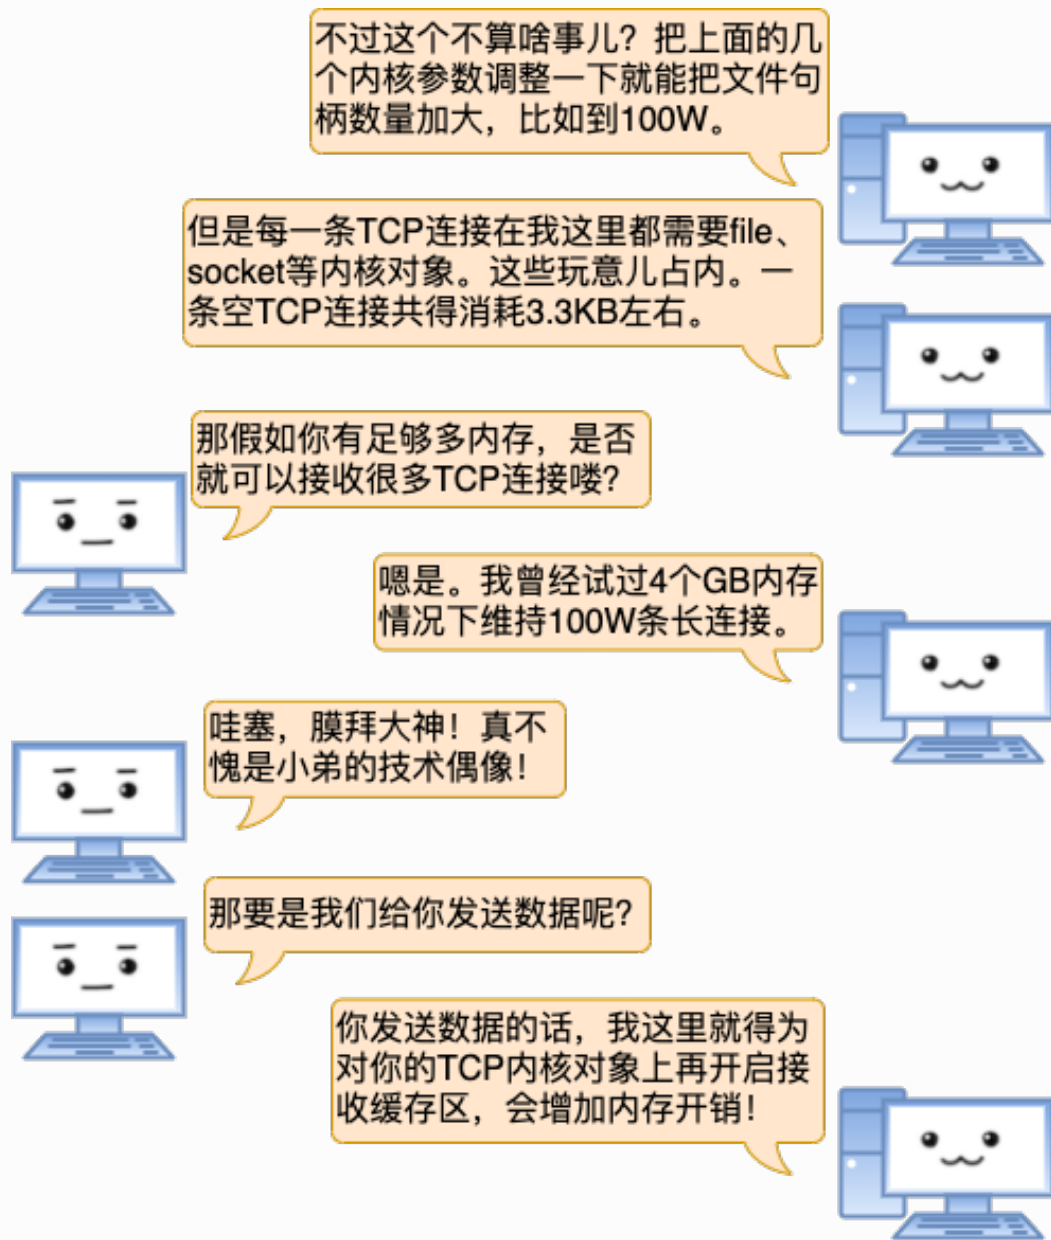 不过这个不算啥事儿？把上面的几
个内核参数调整一下就能把文件句
柄数量加大，比如到100W。
但是每一条TCP连接在我这里都需要file、
socket等内核对象。这些玩意儿占内。一
条空TCP连接共得消耗3.3KB左右。
那假如你有足够多内存，是否
就可以接收很多TCP连接喽？
嗯是。我曾经试过4个GB内存
情况下维持100W条长连接。
哇塞，膜拜大神！真不
愧是小弟的技术偶像！
那要是我们给你发送数据呢？
你发送数据的话，我这里就得为
对你的TCP内核对象上再开启接
收缓存区，会增加内存开销！